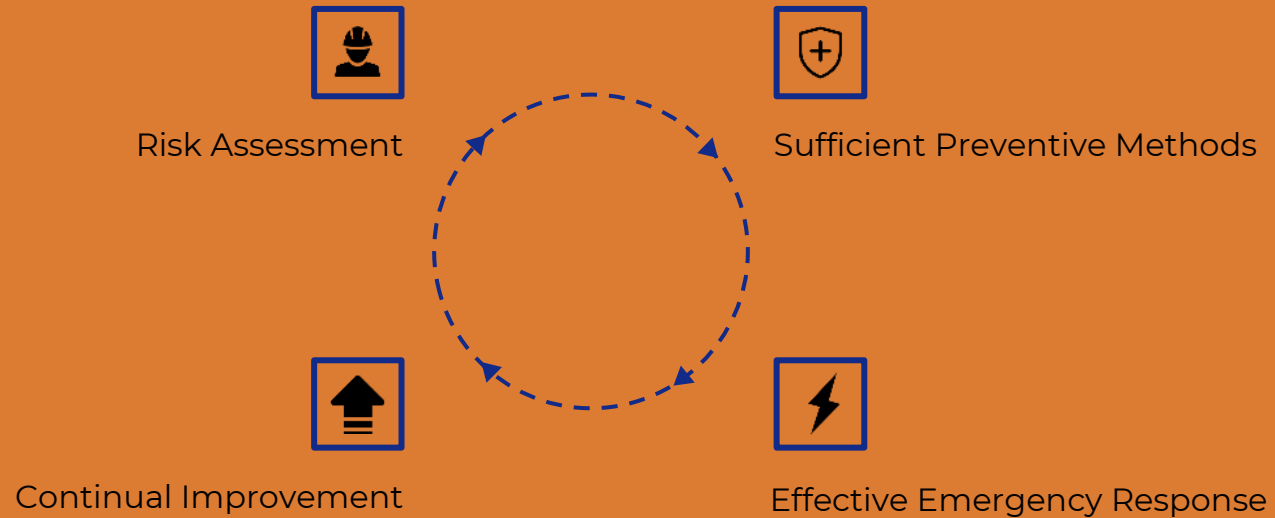 Risk Assessment
Sufficient Preventive Methods
Continual Improvement
Effective Emergency Response